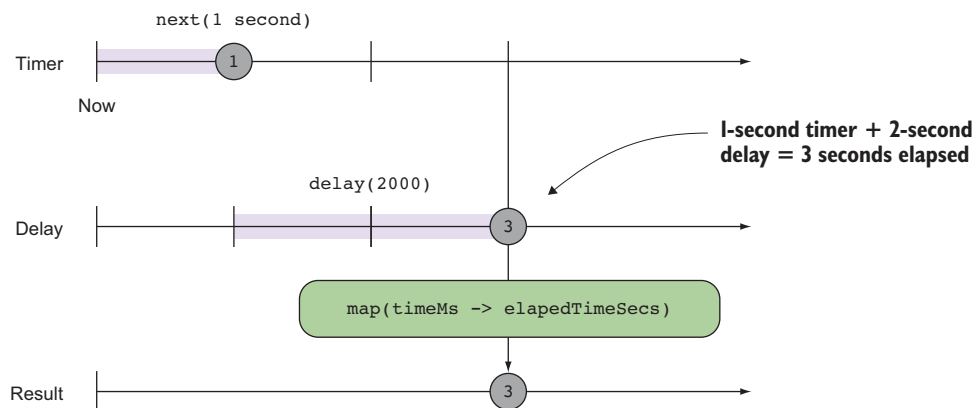 next(1 second)
Timer
1
Now
1-second timer + 2-second
delay = 3 seconds elapsed
delay(2000)
Delay
3
map(timeMs -> elapedTimeSecs)
Result
3